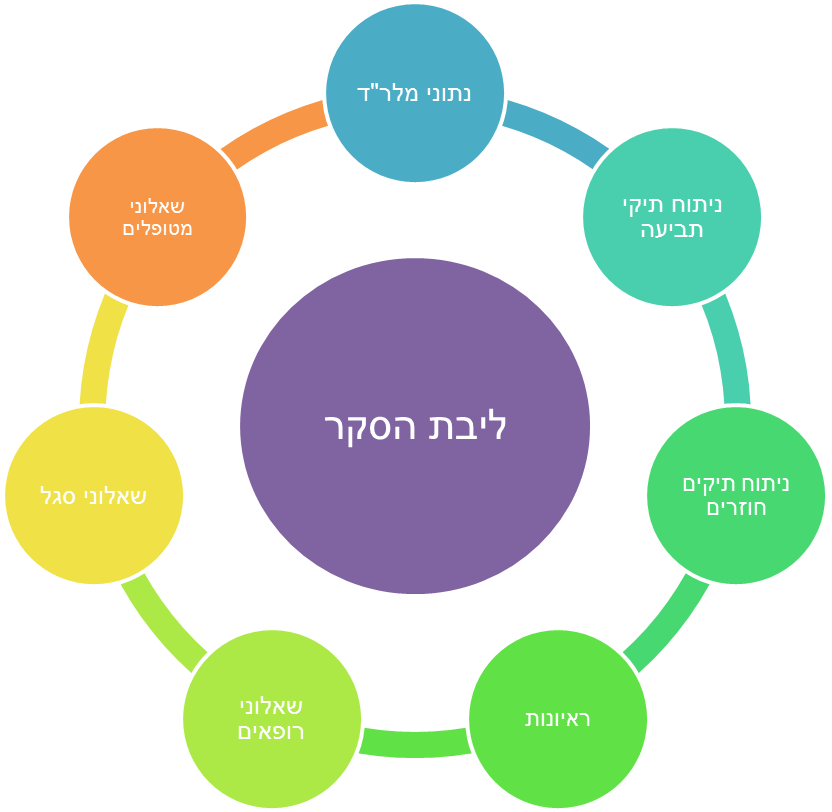 נתוני מלר"ד
ניתוח תיקי
תביעה
ניתוח תיקים
חוזרים
ראיונות
שאלוני
רופאים
שאלוני סגל
שאלוני
מטופלים
ליבת הסקר